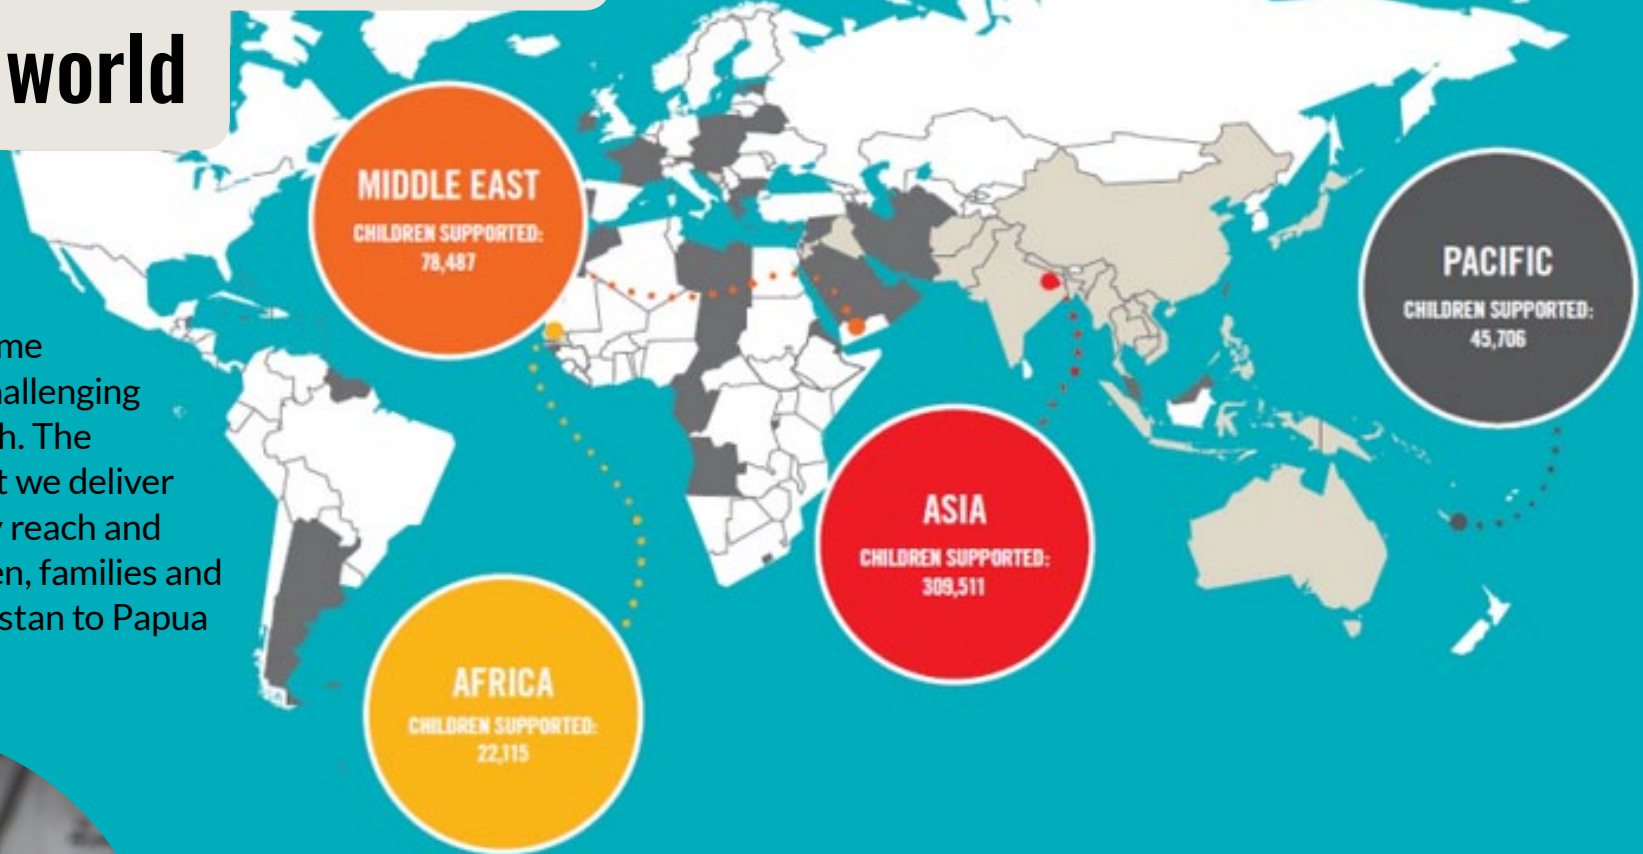 world
me
hallenging
h. The
t we deliver
y reach and
en, families and
stan to Papua
MIDDLE EAST
CHILDREN SUPPORTED:
78,487
PACIFIC
CHILDREN SUPPORTED:
45,706
ASIA
CHILDREN SUPPORTED:
309,511
AFRICA
CHILDREN SUPPORTED:
22,115